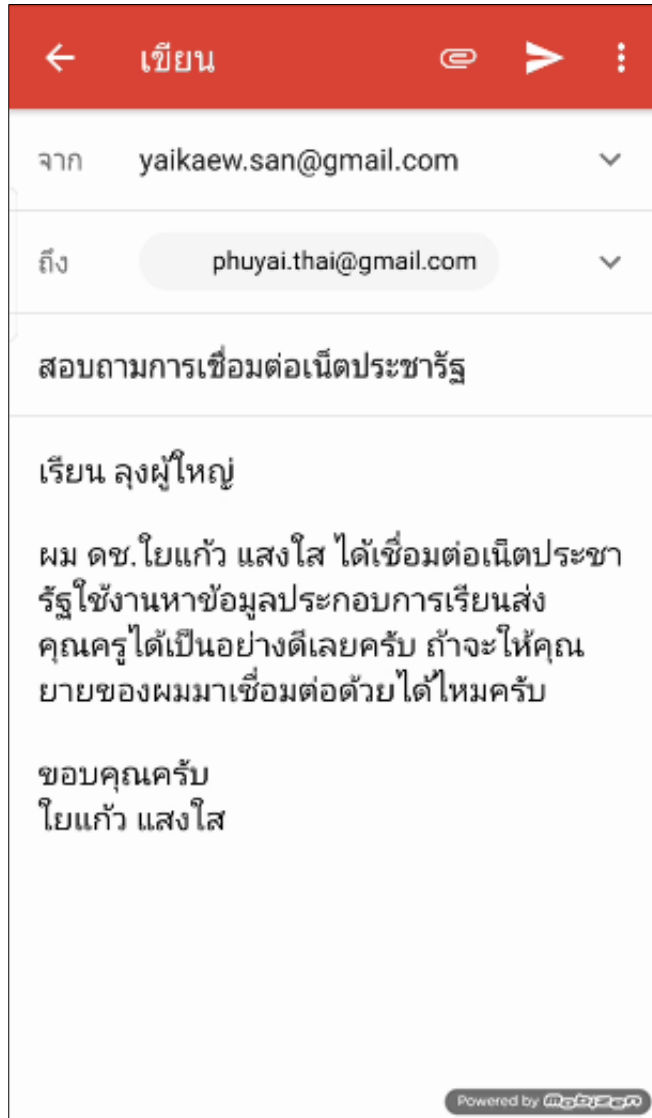 เขียน
จาก yaikaew.san@gmail.com
ถึง phuyai.thai@gmail.com
สอบถามการเชื่อมต่อเน็ตประชารัฐ
เรียน ลุงผู้ใหญ่
ผม ดช.ใยแก้ว แสงใส ได้เชื่อมต่อเน็ตประชา
รัฐใช้งานหาข้อมูลประกอบการเรียนส่ง
คุณครูได้เป็นอย่างดีเลยครับ ถ้าจะให้คุณ
ยายของผมมาเชื่อมต่อด้วยได้ไหมครับ
ขอบคุณครับ
ใยแก้ว แสงใส
Powered by